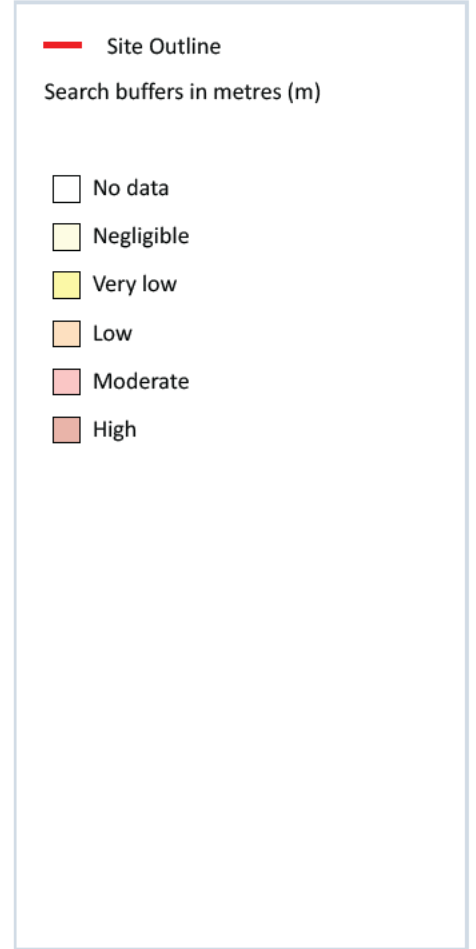 Site Outline
Search buffers in metres (m)
No data
Negligible
Very low
Low
Moderate
High